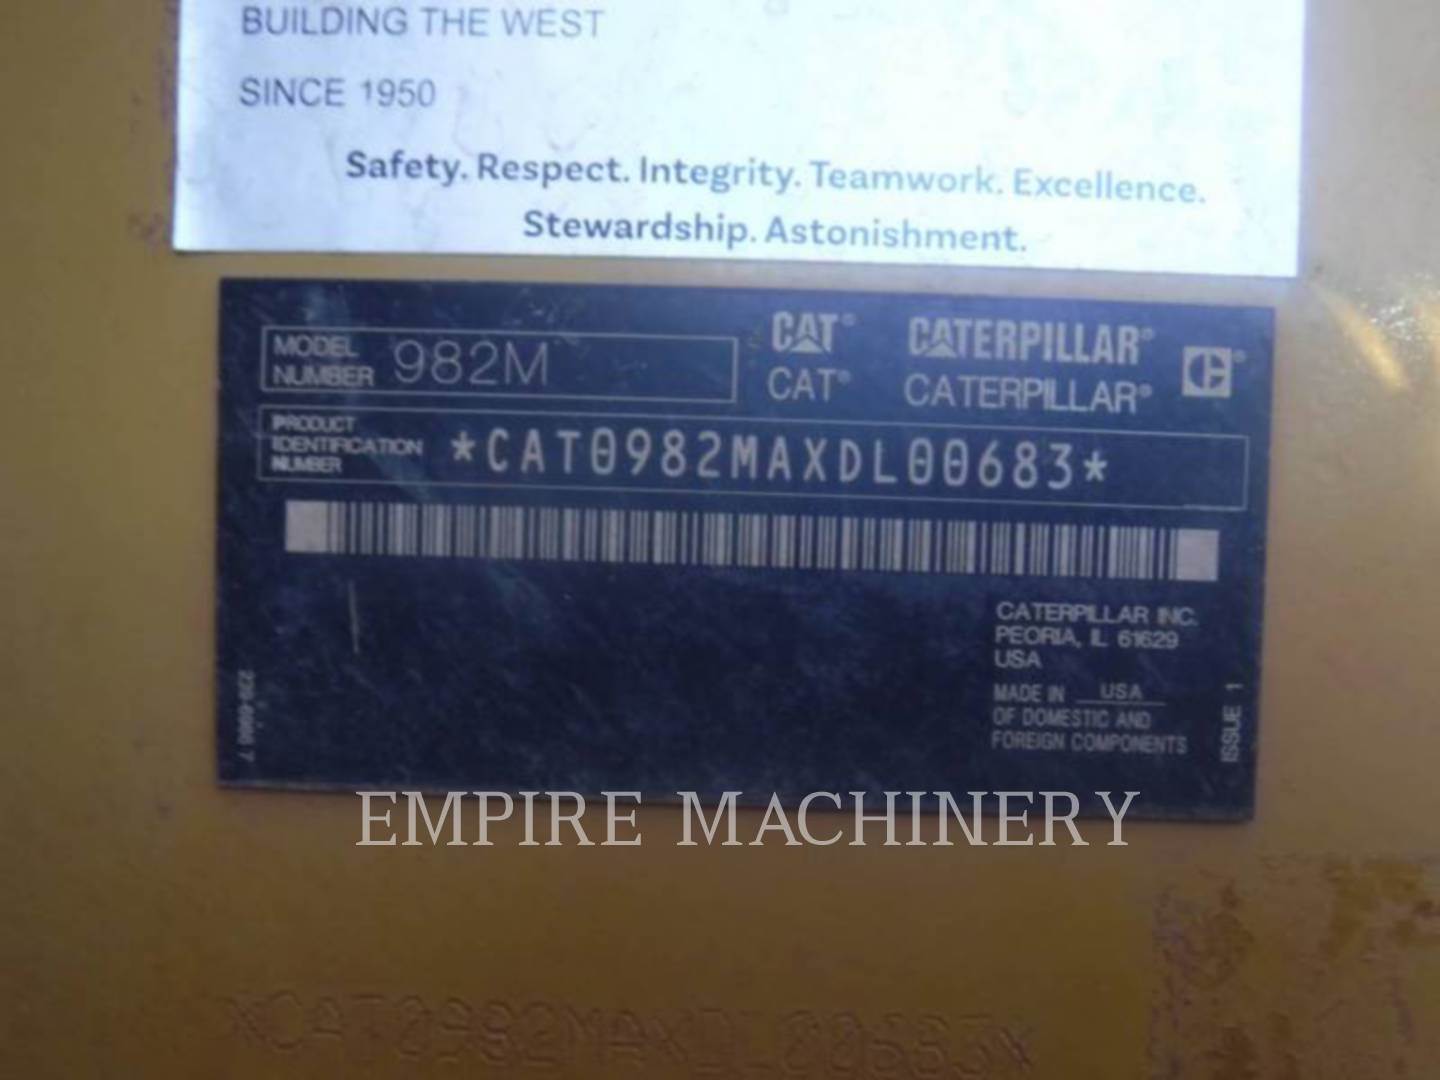 BUILDING THE WEST
SINCE 1950
Safety. Respect. Integrity. Teamwork. Excellence.
Stewardship. Astonishment.
MODEL NUMBER 982M
CAT® CATERPILLAR®
CAT® CATERPILLAR®
PRODUCT IDENTIFICATION NUMBER *CAT0982MAXDL00683*
CATERPILLAR INC.
PEORIA, IL 61629
USA
MADE IN USA
OF DOMESTIC AND
FOREIGN COMPONENTS
ISSUE 1
EMPIRE MACHINERY
*CAT0982MAXDL00683*